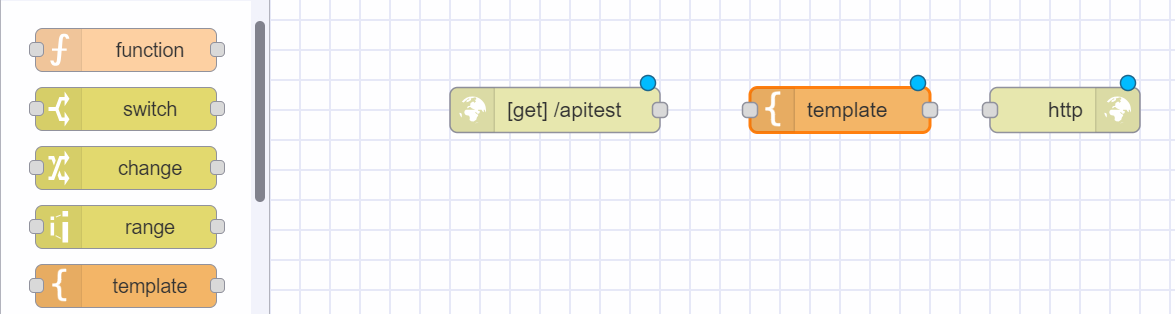 function
switch
change
range
template
[get] /apitest
template
http